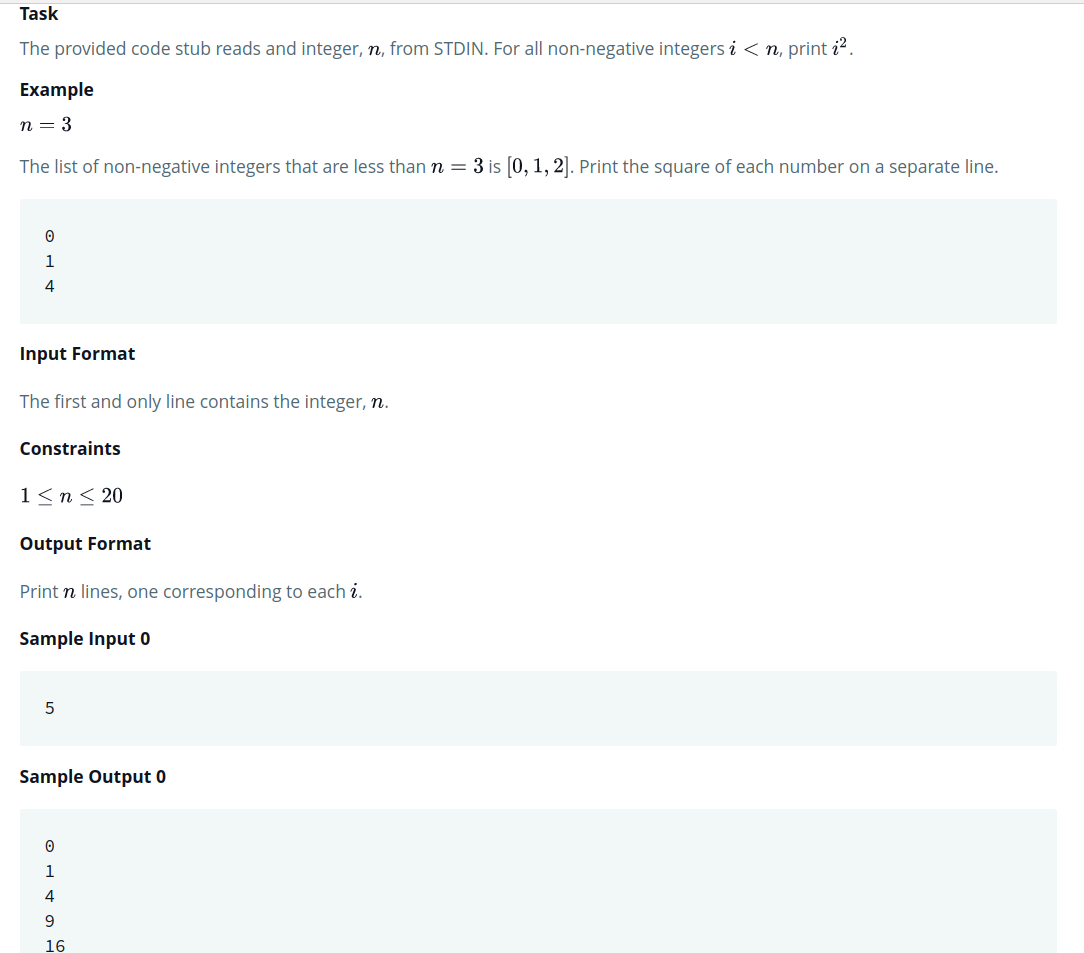 Task
The provided code stub reads and integer, n, from STDIN. For all non-negative integers i < n, print i².
Example
n = 3
The list of non-negative integers that are less than n = 3 is [0, 1, 2]. Print the square of each number on a separate line.
0
1
4
Input Format
The first and only line contains the integer, n.
Constraints
1 ≤ n ≤ 20
Output Format
Print n lines, one corresponding to each i.
Sample Input 0
5
Sample Output 0
0
1
4
9
16